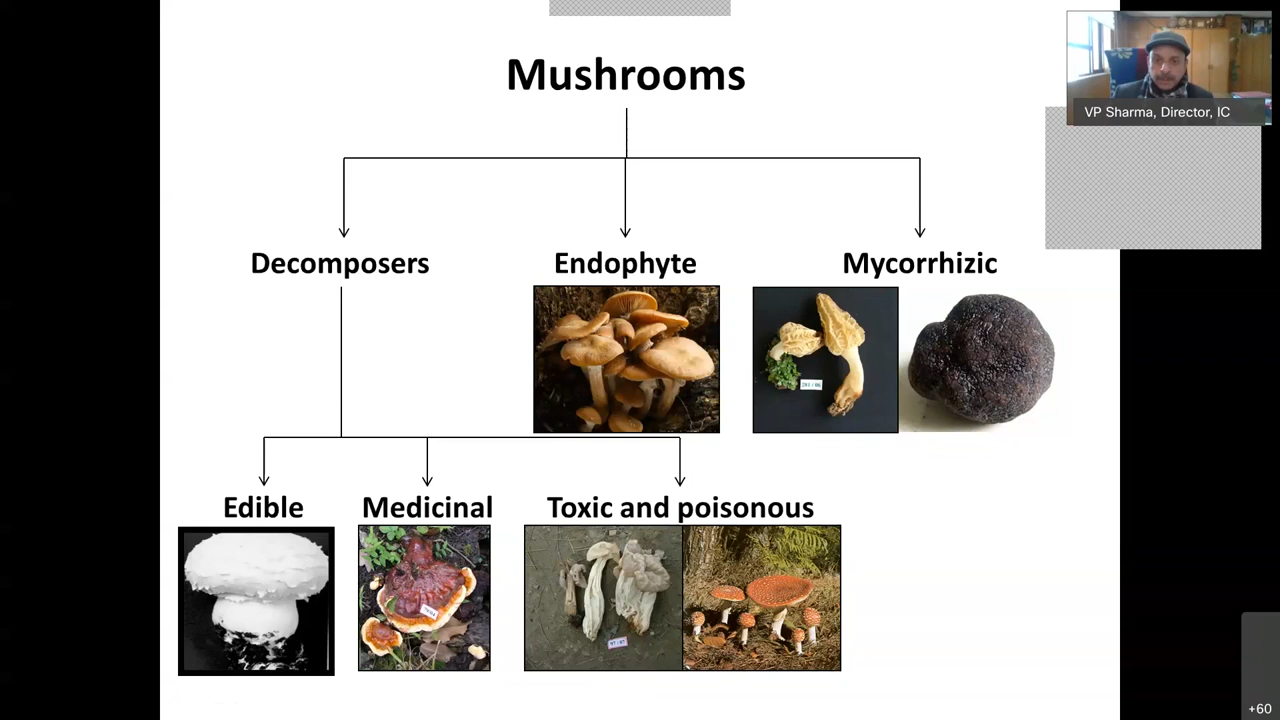 Mushrooms
VP Sharma, Director, IC
Decomposers
Endophyte
Mycorrhizic
Edible
Medicinal
Toxic and poisonous
+60